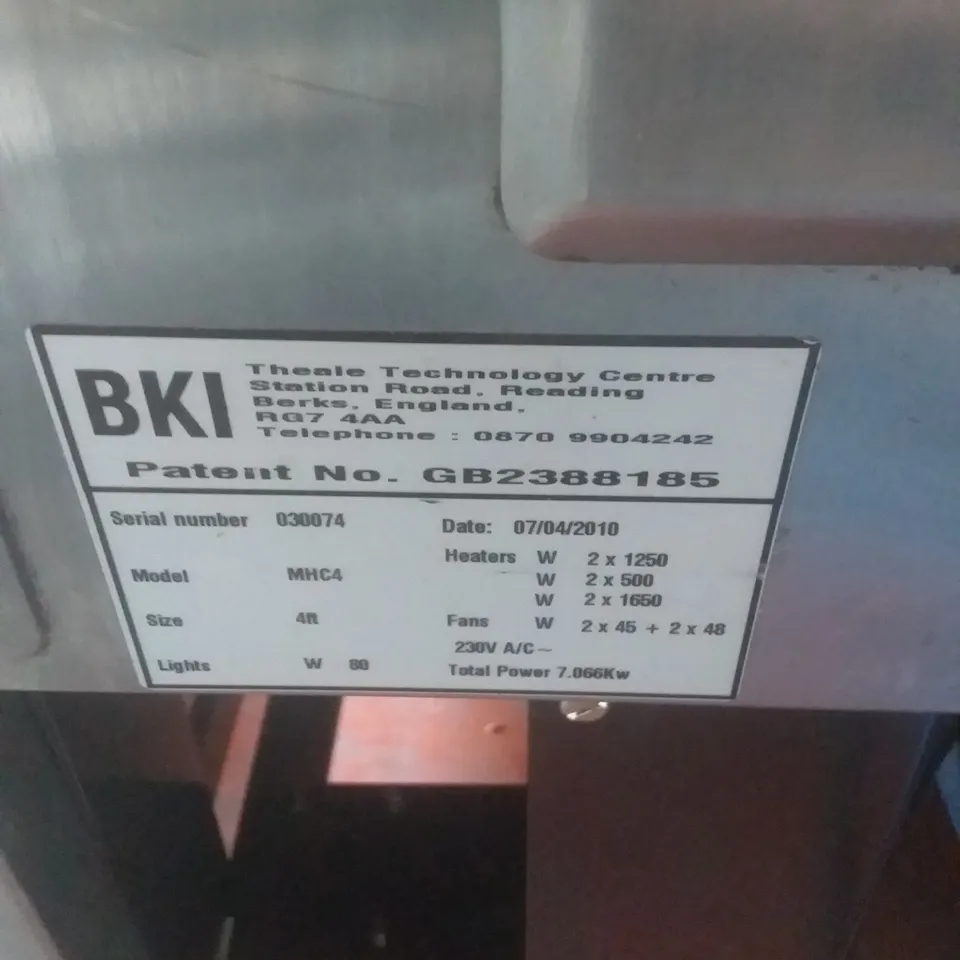 BKI
Theale Technology Centre
Station Road, Reading
Berks, England,
RG7 4AA
Telephone : 0870 9904242
Patent No. GB2388185
Serial number 030074
Date: 07/04/2010
Heaters W 2 x 1250
Model MHC4
W 2 x 500
W 2 x 1650
Size 4ft
Fans W 2 x 45 + 2 x 48
230V A/C~
Lights W 80
Total Power 7.066Kw